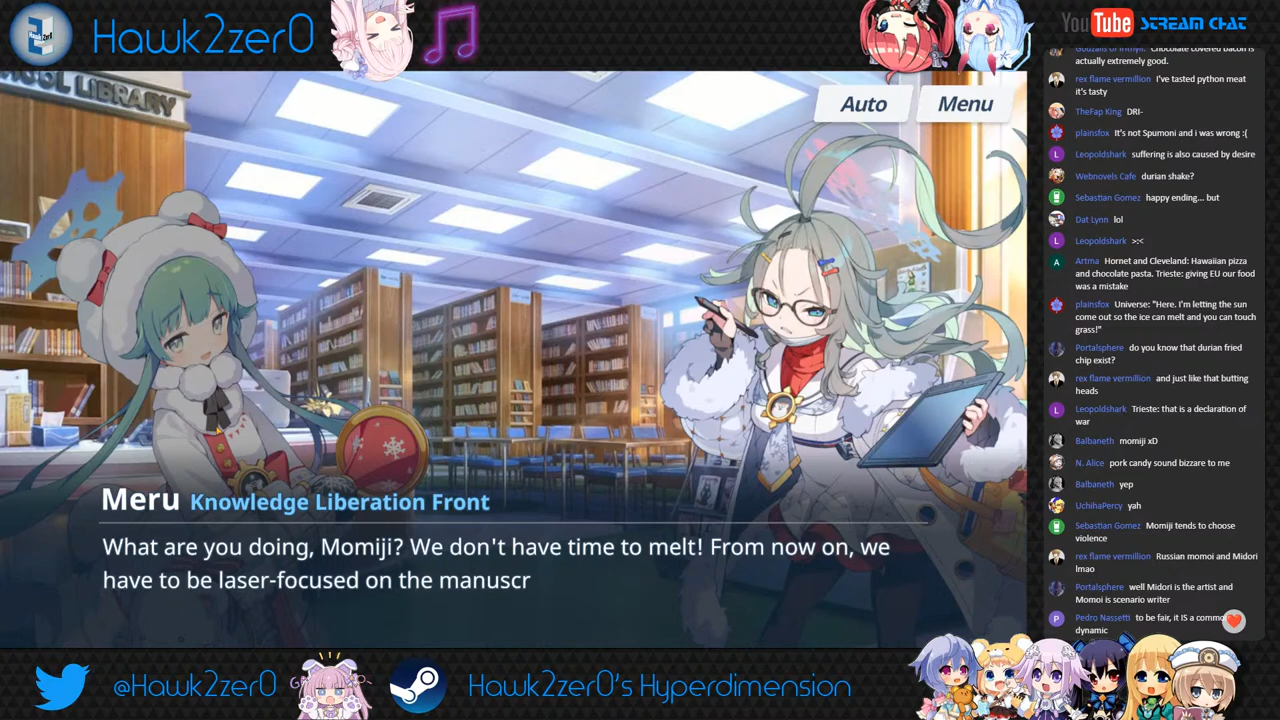 Hawk2zer0
YouTube STREAM CHAT
SCHOOL LIBRARY
Auto
Menu
Meru Knowledge Liberation Front
What are you doing, Momiji? We don't have time to melt! From now on, we
have to be laser-focused on the manuscr
Chocolate covered bacon is
actually extremely good.
rex flame vermillion I've tasted python meat
it's tasty
TheFap King DRI-
plainsfox It's not Spumoni and i was wrong :(
Leopoldshark suffering is also caused by desire
Webnovels Cafe durian shake?
Sebastian Gomez happy ending... but
Dat Lynn lol
Leopoldshark >:<
Artma Hornet and Cleveland: Hawaiian pizza
and chocolate pasta. Trieste: giving EU our food
was a mistake
plainsfox Universe: "Here. I'm letting the sun
come out so the ice can melt and you can touch
grass!"
Portalsphere do you know that durian fried
chip exist?
rex flame vermillion and just like that butting
heads
Leopoldshark Trieste: that is a declaration of
war
Balbaneth momiji xD
N. Alice pork candy sound bizzare to me
Balbaneth yep
UchihaPercy yah
Sebastian Gomez Momiji tends to choose
violence
rex flame vermillion Russian momoi and Midori
lmao
Portalsphere well Midori is the artist and
Momoi is scenario writer
Pedro Nassetti to be fair, it IS a commo
dynamic
@Hawk2zer0
Hawk2zer0's Hyperdimension